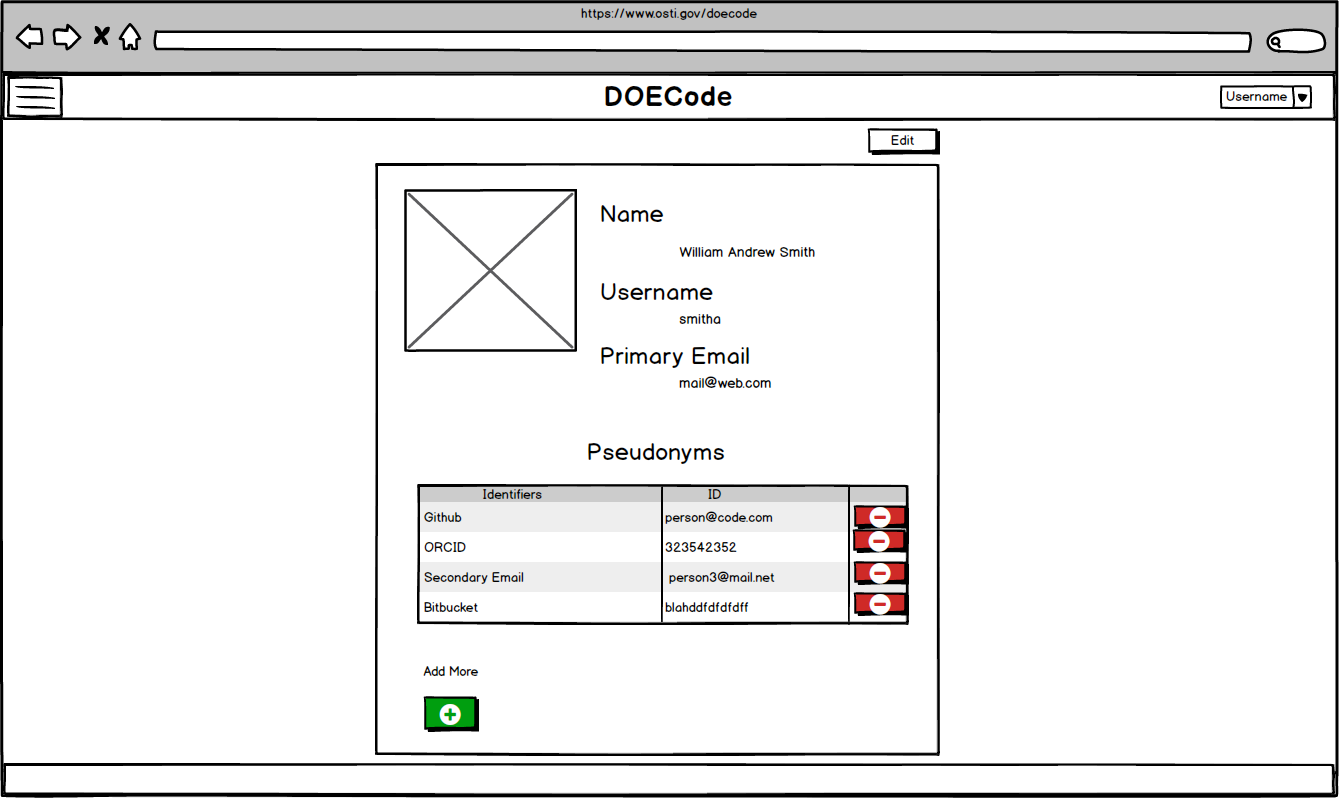 https://www.osti.gov/doecode
DOECode
Username
Edit
Name
William Andrew Smith
Username
smitha
Primary Email
mail@web.com
Pseudonyms
Identifiers ID
Github person@code.com
ORCID 323542352
Secondary Email person3@mail.net
Bitbucket blahddfdfdfdff
Add More